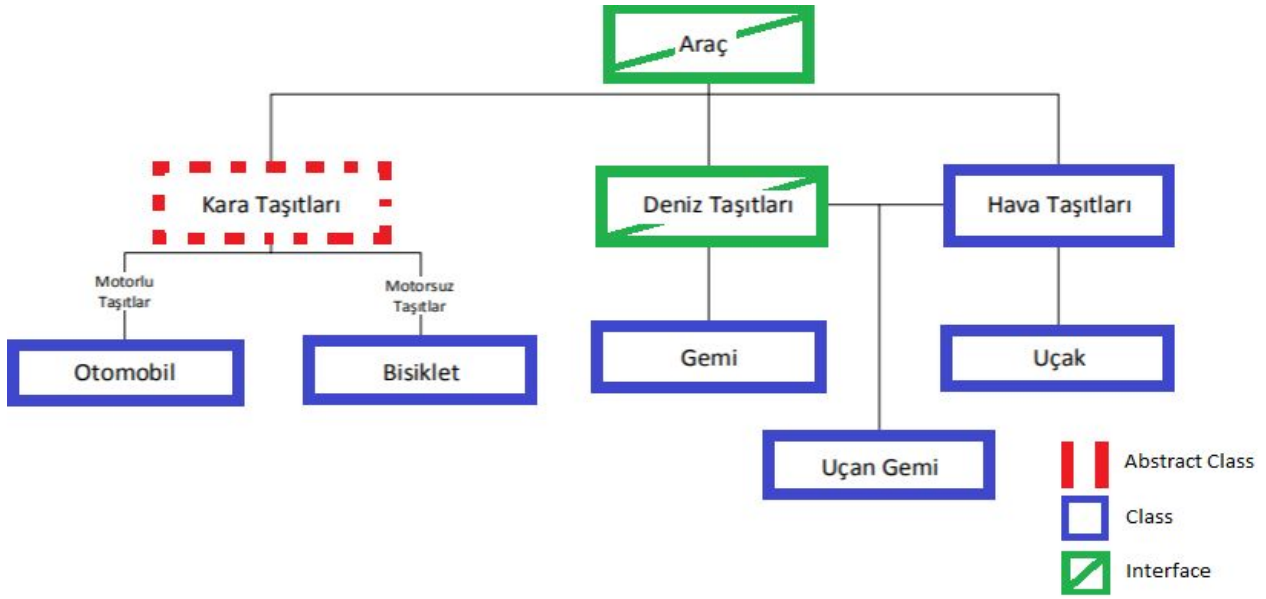 Araç
Kara Taşıtları
Deniz Taşıtları
Hava Taşıtları
Motorlu
Taşıtlar
Motorsuz
Taşıtlar
Otomobil
Bisiklet
Gemi
Uçak
Uçan Gemi
Abstract Class
Class
Interface